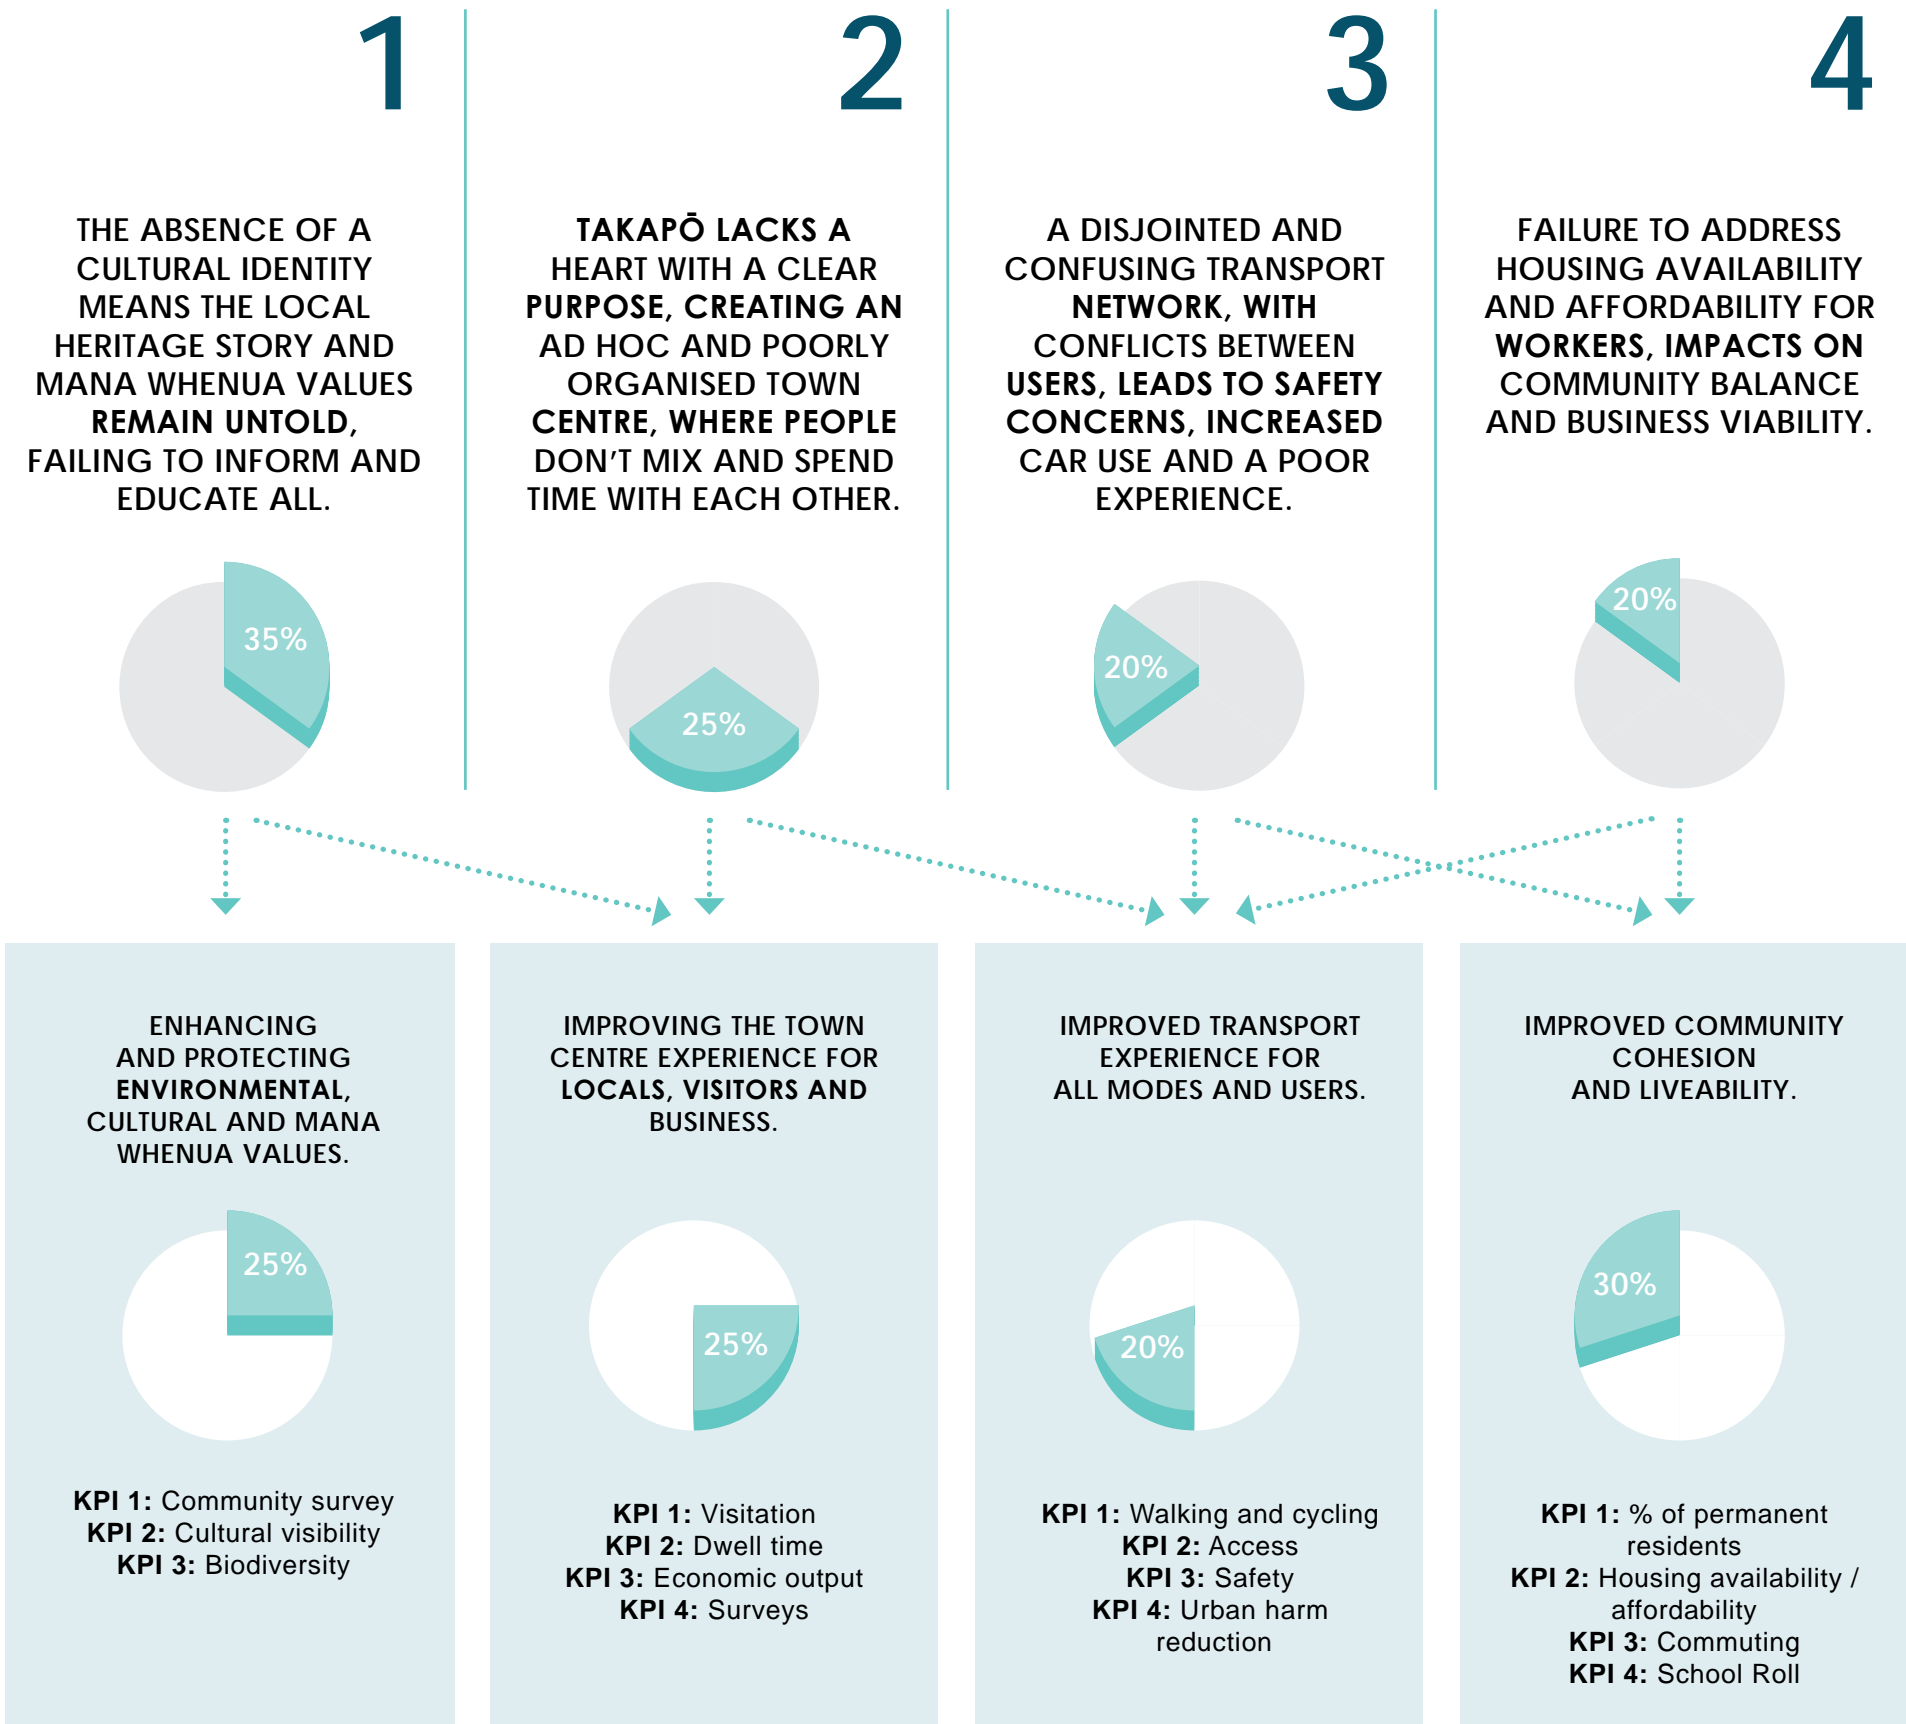 1
THE ABSENCE OF A
CULTURAL IDENTITY
MEANS THE LOCAL
HERITAGE STORY AND
MANA WHENUA VALUES
REMAIN UNTOLD,
FAILING TO INFORM AND
EDUCATE ALL.
35%
2
TAKAPŌ LACKS A
HEART WITH A CLEAR
PURPOSE, CREATING AN
AD HOC AND POORLY
ORGANISED TOWN
CENTRE, WHERE PEOPLE
DON'T MIX AND SPEND
TIME WITH EACH OTHER.
25%
3
A DISJOINTED AND
CONFUSING TRANSPORT
NETWORK, WITH
CONFLICTS BETWEEN
USERS, LEADS TO SAFETY
CONCERNS, INCREASED
CAR USE AND A POOR
EXPERIENCE.
20%
4
FAILURE TO ADDRESS
HOUSING AVAILABILITY
AND AFFORDABILITY FOR
WORKERS, IMPACTS ON
COMMUNITY BALANCE
AND BUSINESS VIABILITY.
20%
ENHANCING
AND PROTECTING
ENVIRONMENTAL,
CULTURAL AND MANA
WHENUA VALUES.
25%
KPI 1: Community survey
KPI 2: Cultural visibility
KPI 3: Biodiversity
IMPROVING THE TOWN
CENTRE EXPERIENCE FOR
LOCALS, VISITORS AND
BUSINESS.
25%
KPI 1: Visitation
KPI 2: Dwell time
KPI 3: Economic output
KPI 4: Surveys
IMPROVED TRANSPORT
EXPERIENCE FOR
ALL MODES AND USERS.
20%
KPI 1: Walking and cycling
KPI 2: Access
KPI 3: Safety
KPI 4: Urban harm
reduction
IMPROVED COMMUNITY
COHESION
AND LIVEABILITY.
30%
KPI 1: % of permanent
residents
KPI 2: Housing availability /
affordability
KPI 3: Commuting
KPI 4: School Roll